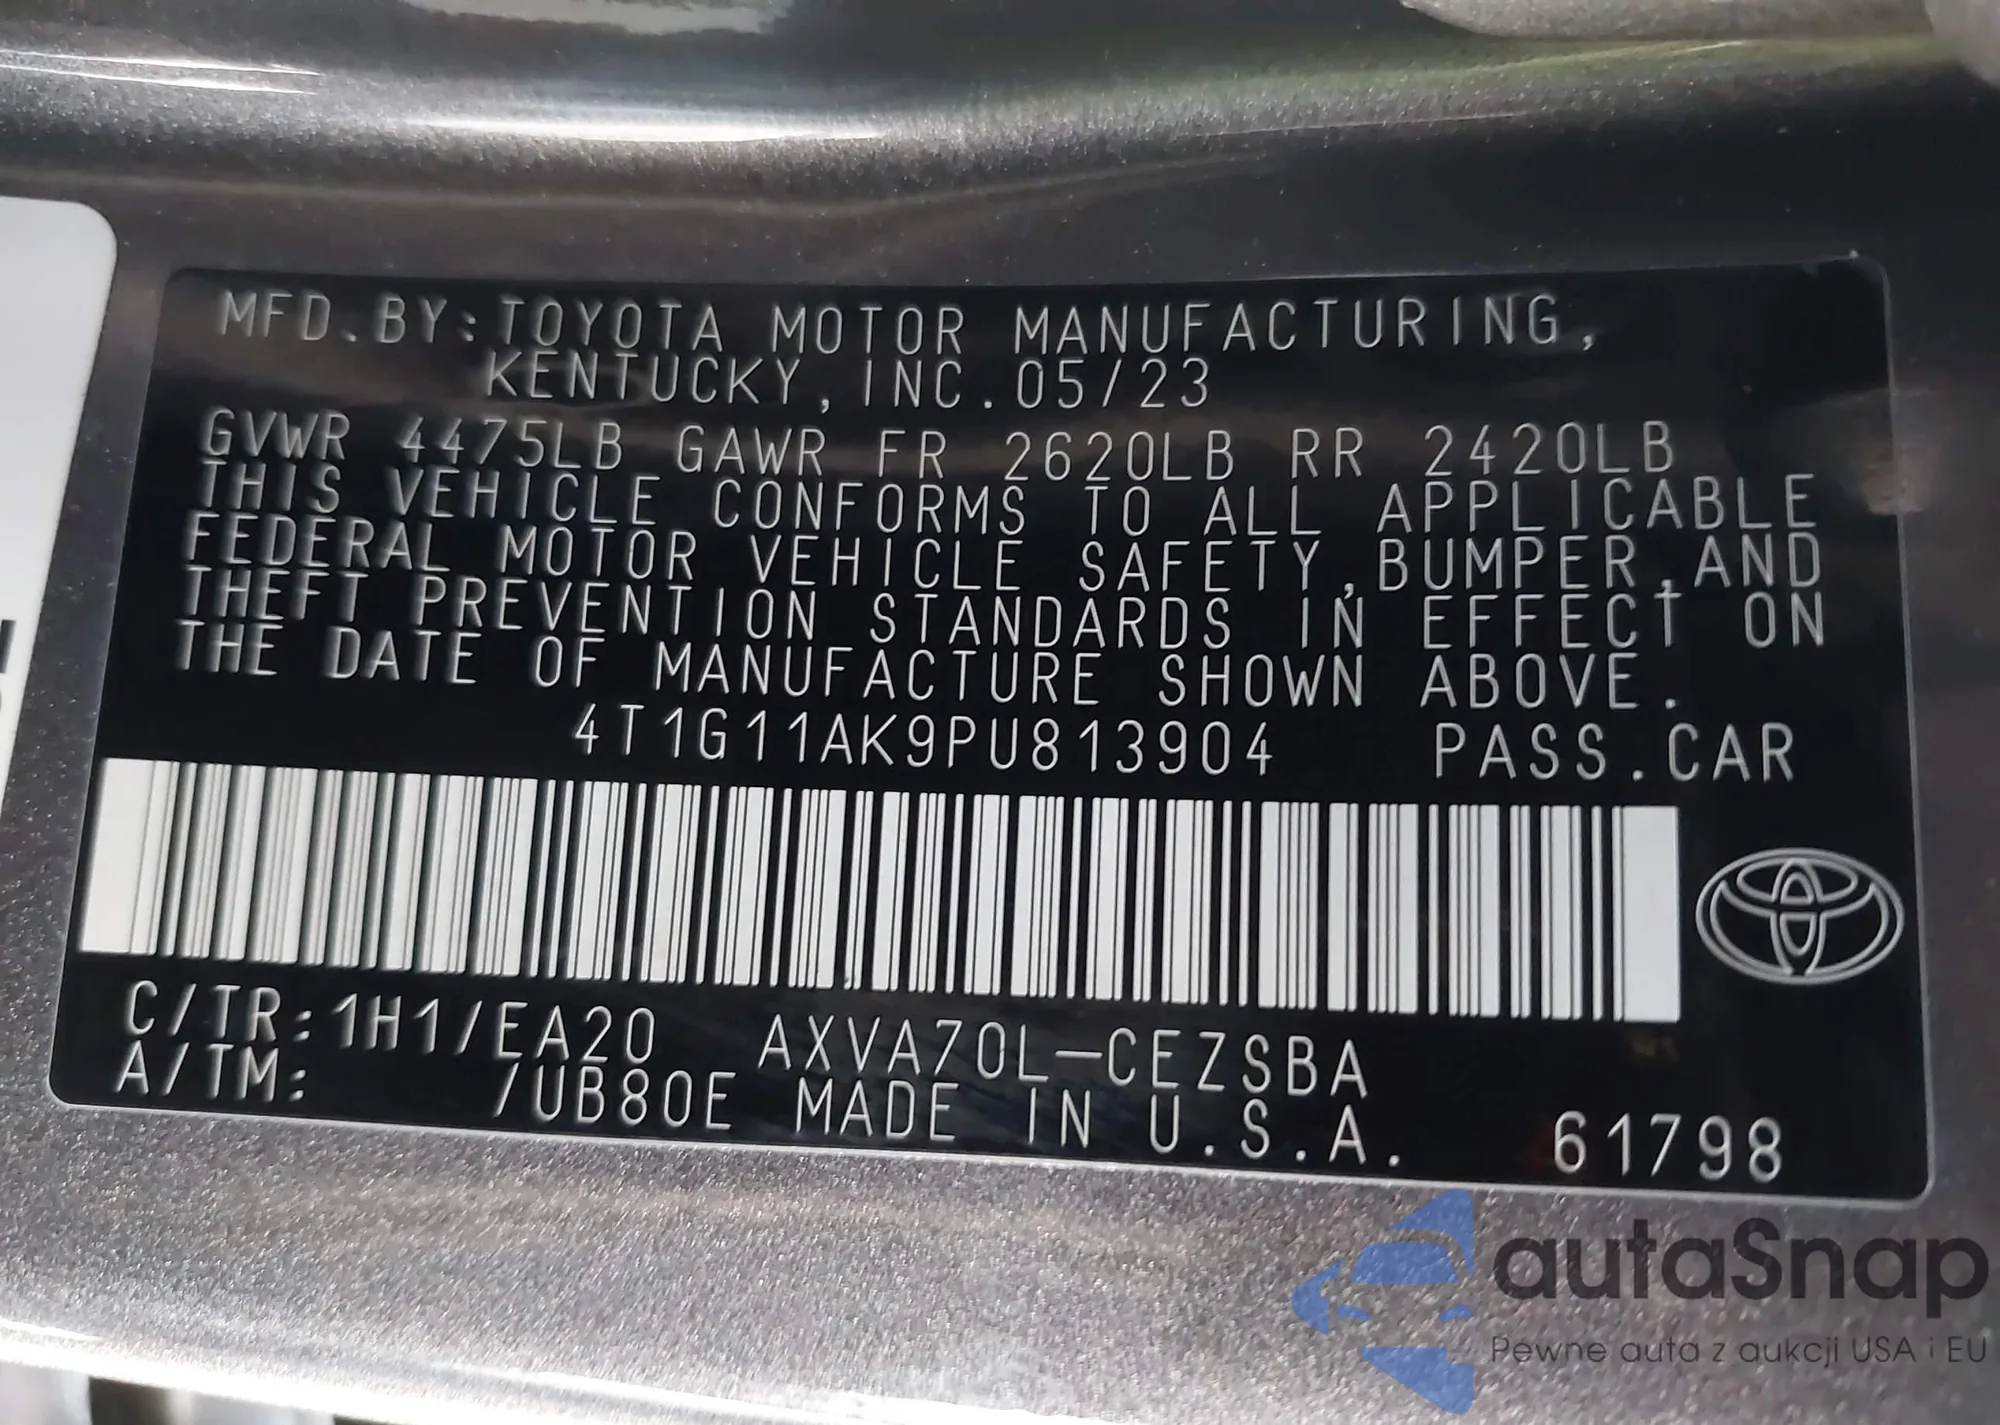 MFD.BY:TOYOTA MOTOR MANUFACTURING,
KENTUCKY,INC.05/23
GVWR 4475LB GAWR FR 2620LB RR 2420LB
THIS VEHICLE CONFORMS TO ALL APPLICABLE
FEDERAL MOTOR VEHICLE SAFETY,BUMPER,AND
THEFT PREVENTION STANDARDS IN EFFECT ON
THE DATE OF MANUFACTURE SHOWN ABOVE.
4T1G11AK9PU813904 PASS.CAR
C/TR:1H1/EA20 AXVA70L-CEZSBA
A/TM: /UB80E MADE IN U.S.A. 61798
autaSnap
Pewne auta z aukcji USA i EU